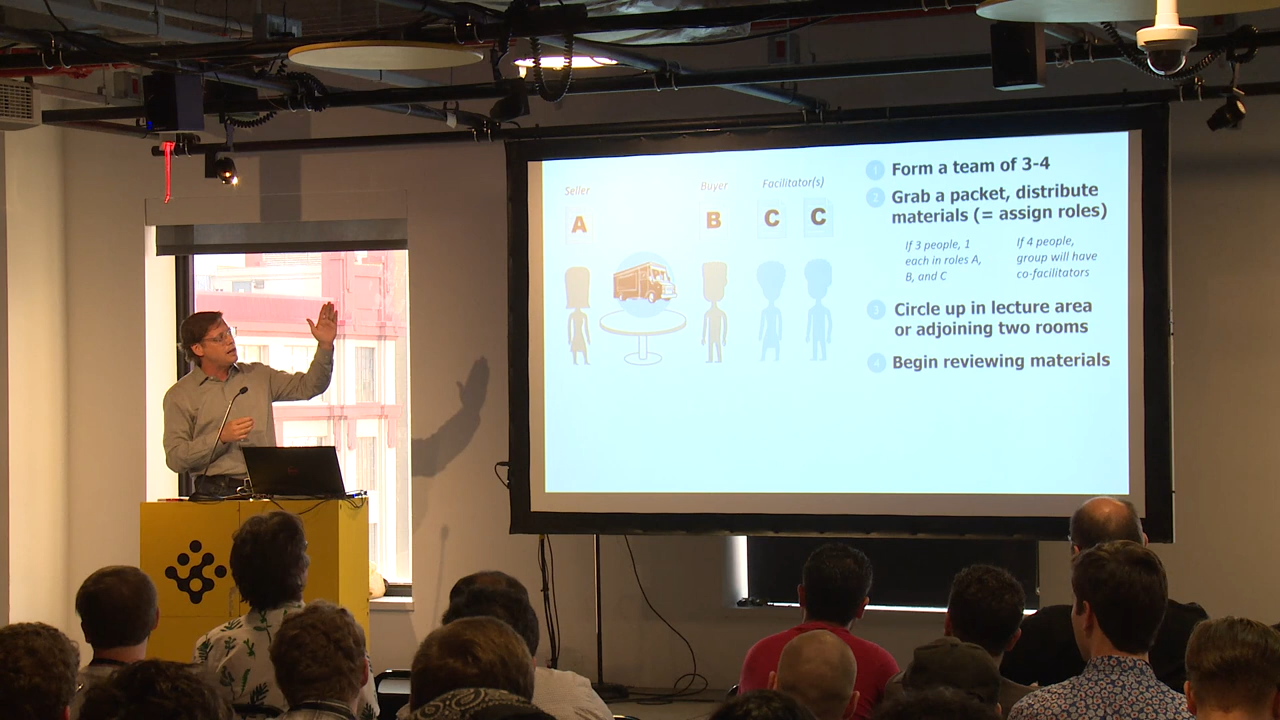 Seller
Buyer
Facilitator(s)
A
B
C
C
1 Form a team of 3-4
2 Grab a packet, distribute
materials (= assign roles)
If 3 people, 1
each in roles A,
B, and C
If 4 people,
group will have
co-facilitators
3 Circle up in lecture area
or adjoining two rooms
4 Begin reviewing materials